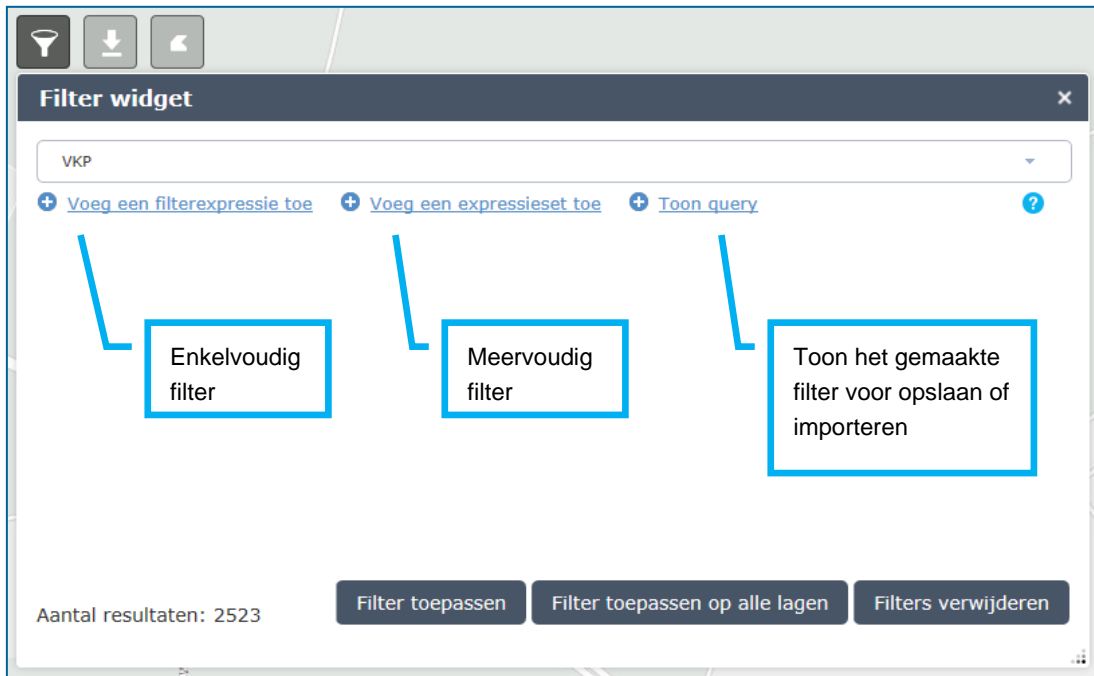 Filter widget
VKP
Voeg een filterexpressie toe Voeg een expressieset toe Toon query ?
Enkelvoudig
filter
Meervoudig
filter
Toon het gemaakte
filter voor opslaan of
importeren
Aantal resultaten: 2523
Filter toepassen Filter toepassen op alle lagen Filters verwijderen